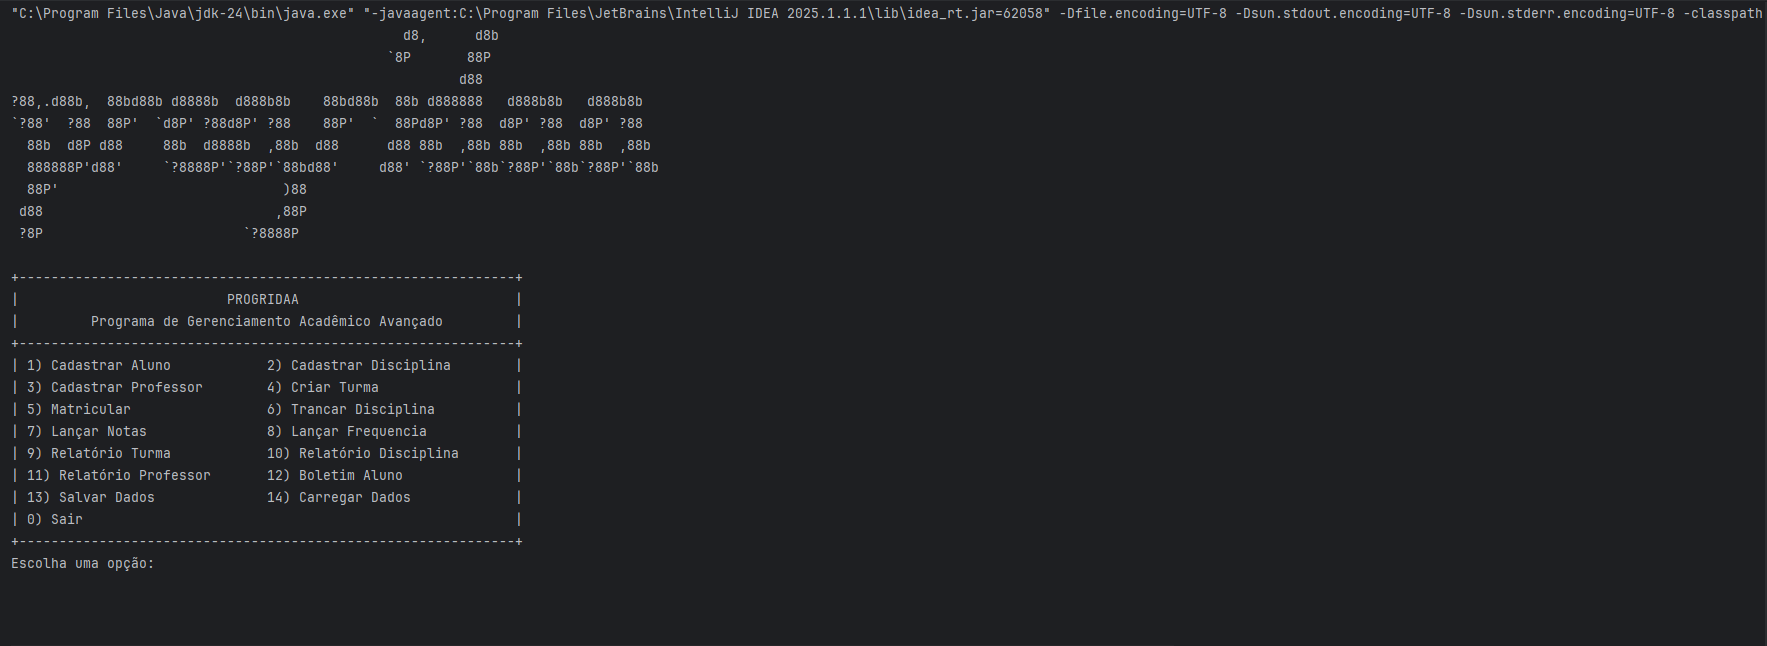 "C:\Program Files\Java\jdk-24\bin\java.exe" "-javaagent:C:\Program Files\JetBrains\IntelliJ IDEA 2025.1.1.1\lib\idea_rt.jar=62058" -Dfile.encoding=UTF-8 -Dsun.stdout.encoding=UTF-8 -Dsun.stderr.encoding=UTF-8 -classpath
                                                 d8,      d8b
                                               `8P       88P
                                                        d88
?88,.d88b,  88bd88b d8888b  d888b8b    88bd88b  88b d888888   d888b8b   d888b8b
`?88'  ?88  88P'  `d8P' ?88d8P' ?88    88P'  `  88Pd8P' ?88  d8P' ?88  d8P' ?88
  88b  d8P d88     88b  d8888b  ,88b  d88      d88 88b  ,88b 88b  ,88b 88b  ,88b
  888888P'd88'     `?8888P'`?88P'`88bd88'     d88' `?88P'`88b`?88P'`88b`?88P'`88b
  88P'                            )88
 d88                             ,88P
 ?8P                         `?8888P
+--------------------------------------------------------------+
|                          PROGRIDAA                           |
|         Programa de Gerenciamento Acadêmico Avançado         |
+--------------------------------------------------------------+
| 1) Cadastrar Aluno            2) Cadastrar Disciplina        |
| 3) Cadastrar Professor        4) Criar Turma                 |
| 5) Matricular                 6) Trancar Disciplina          |
| 7) Lançar Notas               8) Lançar Frequencia           |
| 9) Relatório Turma            10) Relatório Disciplina       |
| 11) Relatório Professor       12) Boletim Aluno              |
| 13) Salvar Dados              14) Carregar Dados             |
| 0) Sair                                                      |
+--------------------------------------------------------------+
Escolha uma opção: